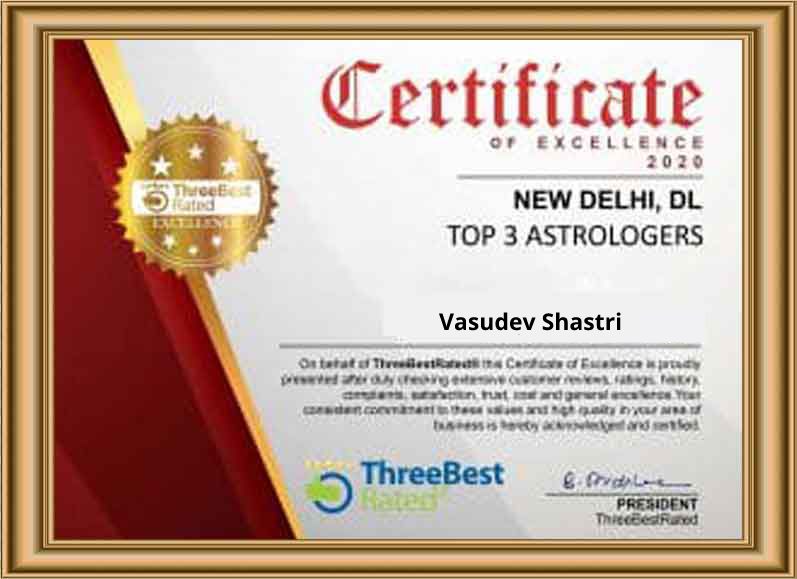 Certificate
OF EXCELLENCE
2020
NEW DELHI, DL
TOP 3 ASTROLOGERS
ThreeBest
Rated
EXCELLENCE
Vasudev Shastri
On behalf of ThreeBestRated® this Certificate of Excellence is proudly
presented after duly checking extensive customer reviews, ratings, history,
complaints, satisfaction, trust, cost and general excellence.Your
consistent commitment to these values and high quality in your area of
business is hereby acknowledged and certified.
ThreeBest
Rated®
PRESIDENT
ThreeBestRated